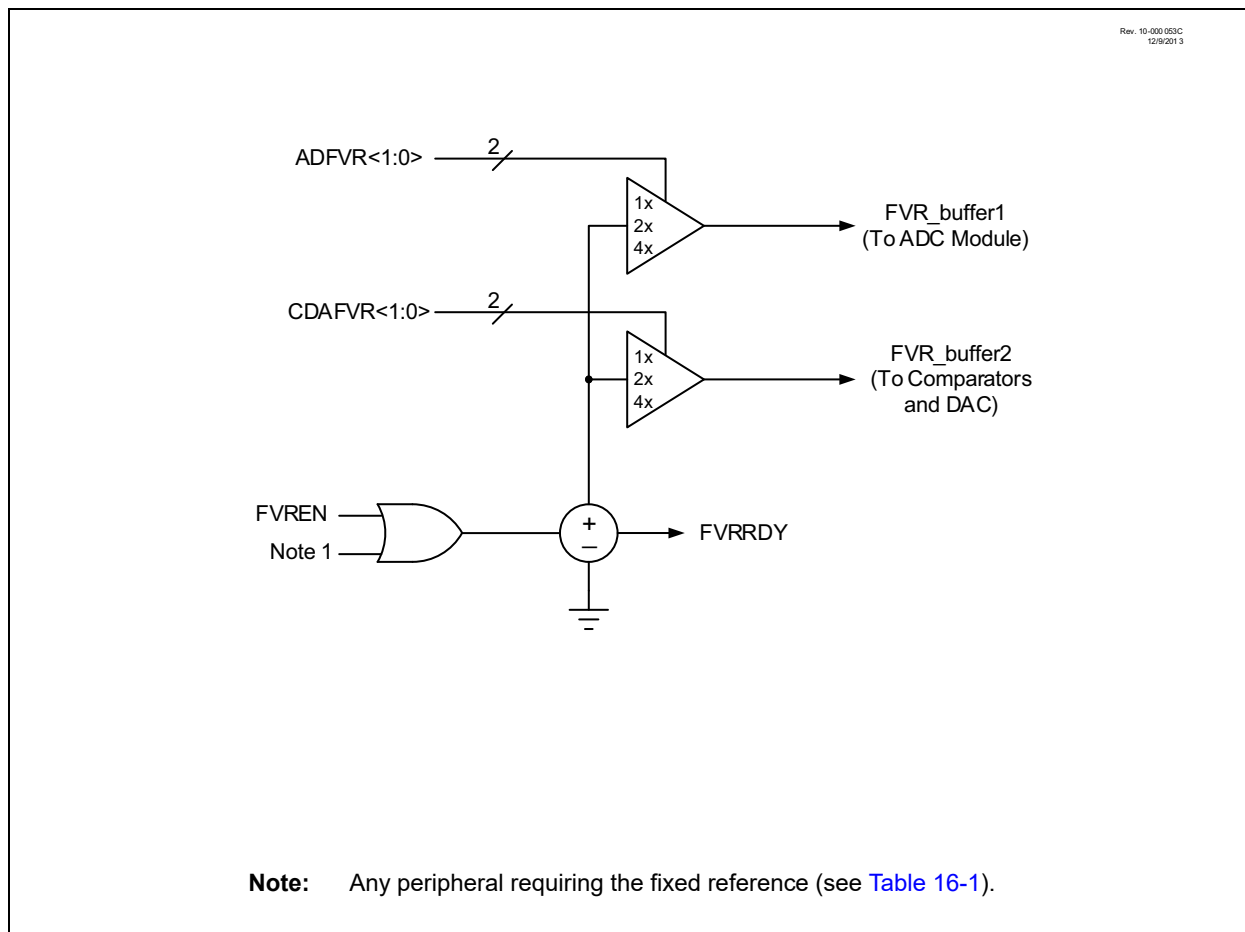 Rev. 10-000 053C
12/9/201 3
ADFVR<1:0>
2
1x
2x
4x
FVR_buffer1
(To ADC Module)
CDAFVR<1:0>
2
1x
2x
4x
FVR_buffer2
(To Comparators
and DAC)
FVREN
Note 1
+
–
FVRRDY
Note: Any peripheral requiring the fixed reference (see Table 16-1).